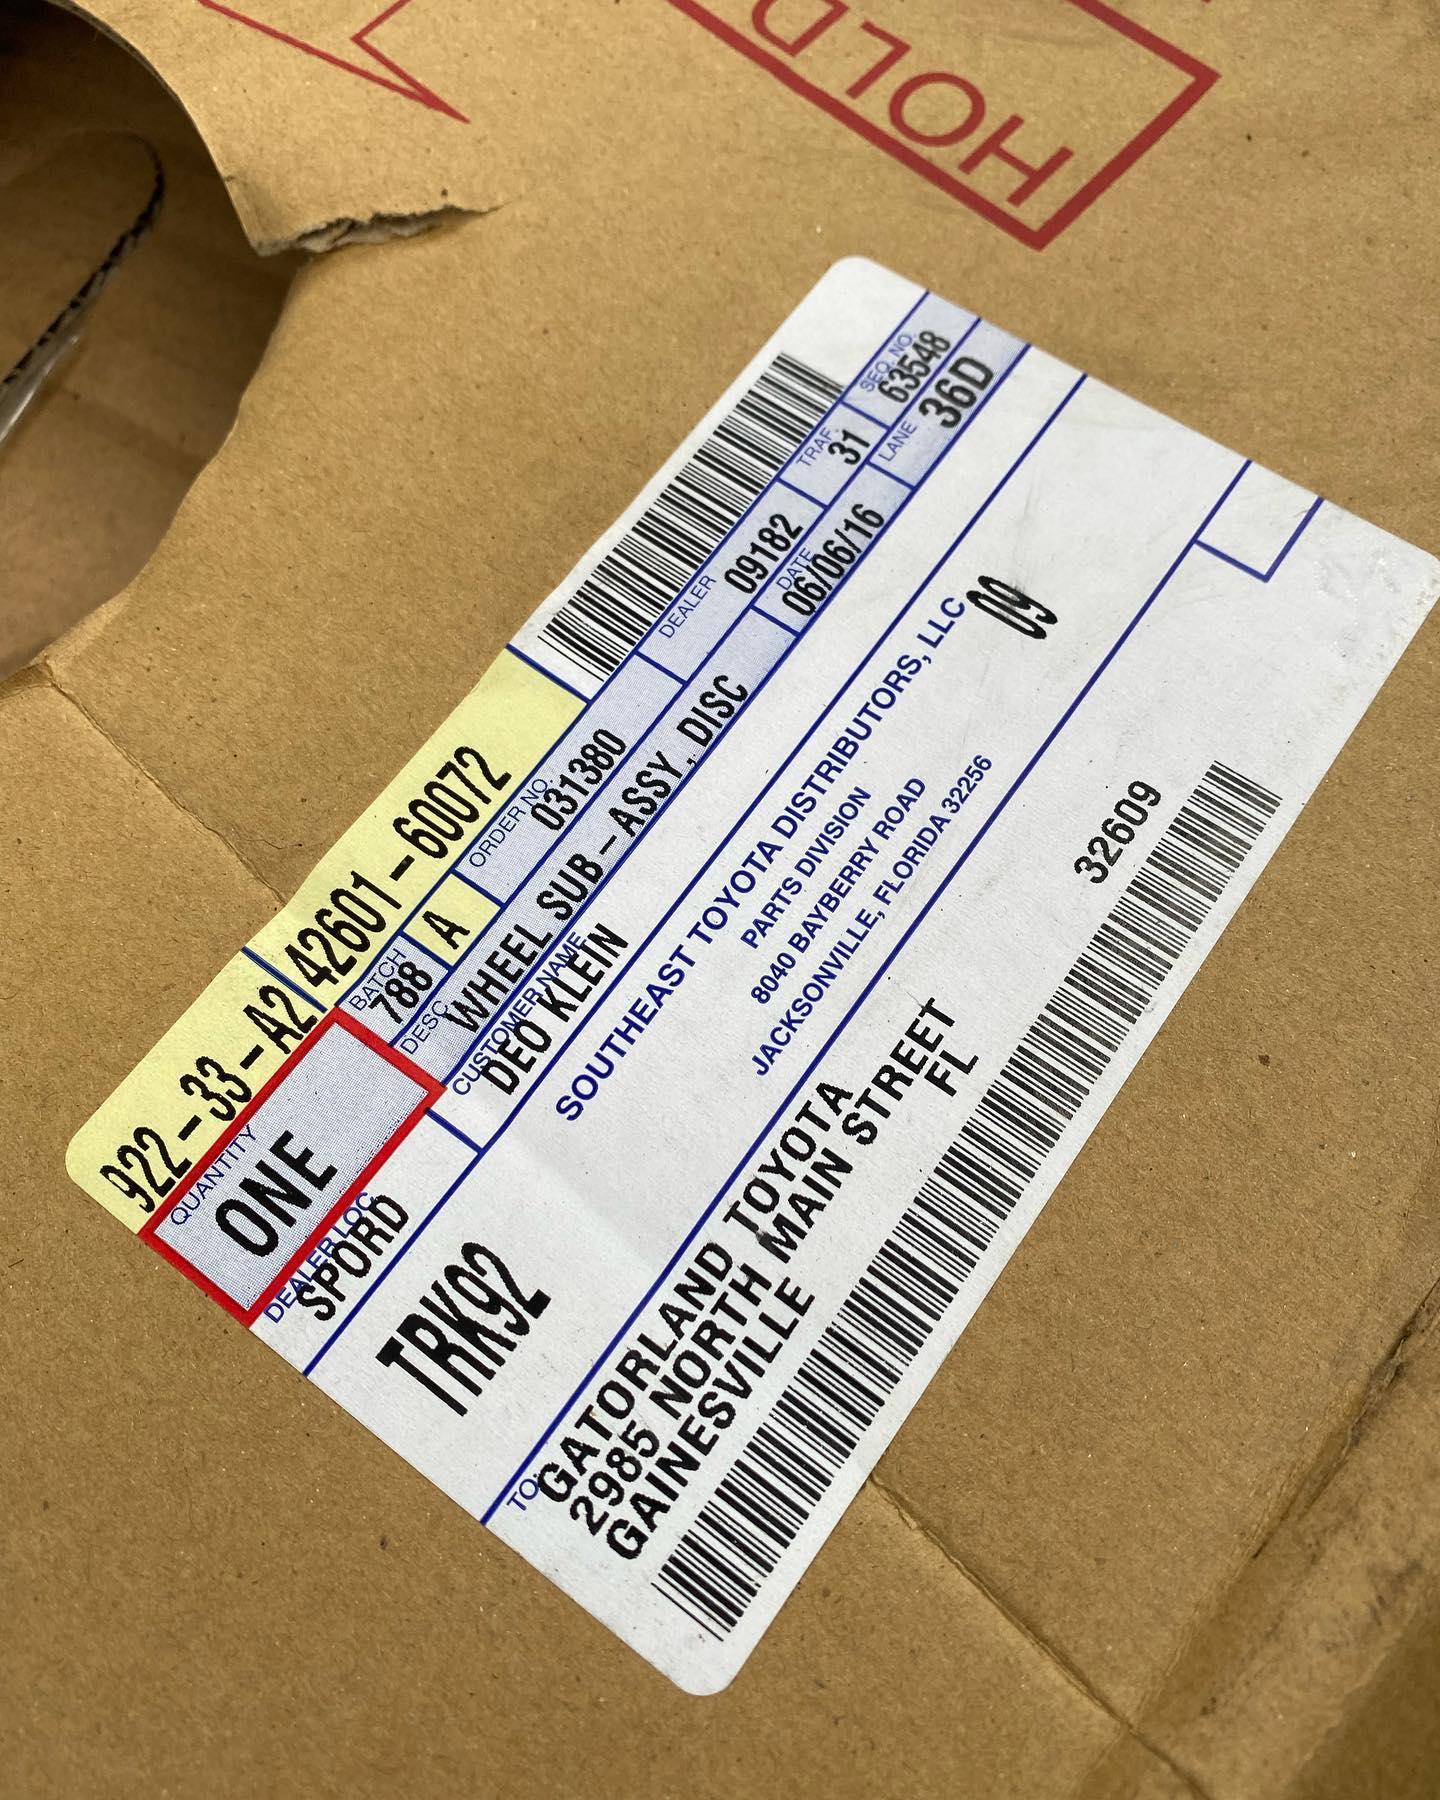 HOLD
922-33-A2 42601-60072
QUANTITY
ONE
BATCH
788
A
ORDER NO.
031380
DEALER
09182
TRAF.
31
SEQ. NO.
63548
DESC
WHEEL SUB-ASSY, DISC
DATE
06/06/16
LANE
36D
DEALER LOC
SPORD
CUSTOMER NAME
DEO KLEIN
TRK92
SOUTHEAST TOYOTA DISTRIBUTORS, LLC
09
PARTS DIVISION
8040 BAYBERRY ROAD
JACKSONVILLE, FLORIDA 32256
TO:
GATORLAND TOYOTA
2985 NORTH MAIN STREET
GAINESVILLE FL
32609